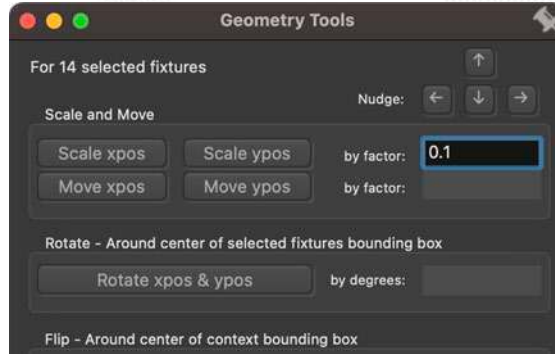 Geometry Tools
For 14 selected fixtures
Nudge:
Scale and Move
Scale xpos Scale ypos by factor: 0.1
Move xpos Move ypos by factor:
Rotate - Around center of selected fixtures bounding box
Rotate xpos & ypos by degrees:
Flip - Around center of context bounding box